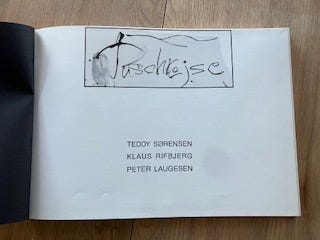 Tuschrejse
TEDDY SØRENSEN
KLAUS RIFBJERG
PETER LAUGESEN